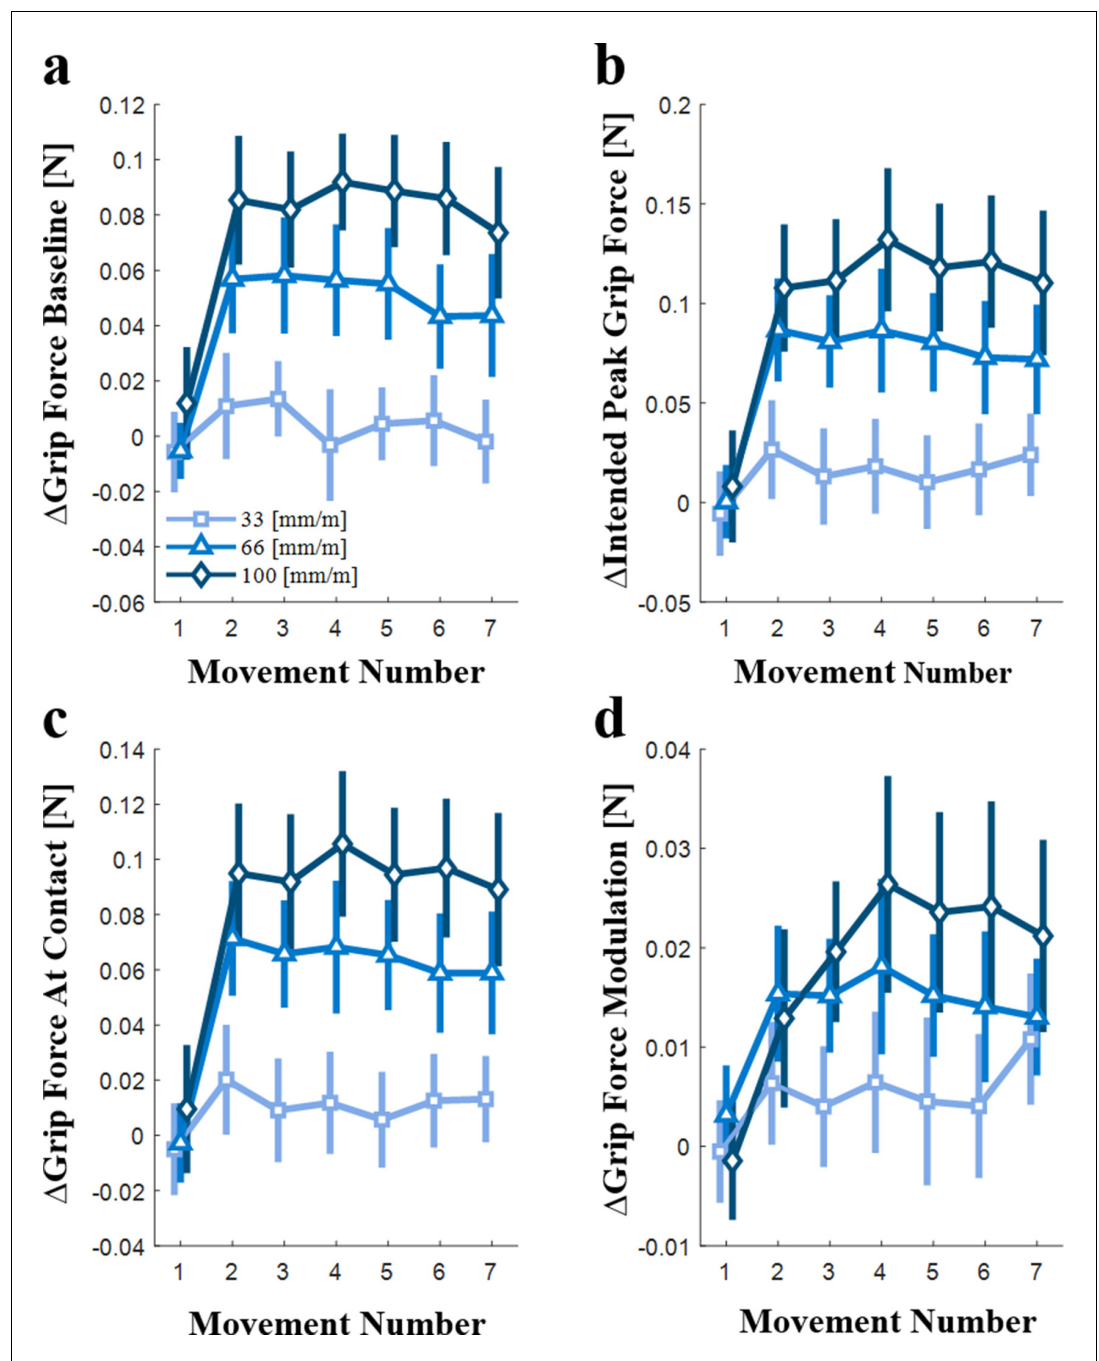 a
ΔGrip Force Baseline [N]
0.12
0.1
0.08
0.06
0.04
0.02
0
-0.02
-0.04
-0.06
33 [mm/m]
66 [mm/m]
100 [mm/m]
1 2 3 4 5 6 7
Movement Number
b
ΔIntended Peak Grip Force [N]
0.2
0.15
0.1
0.05
0
-0.05
1 2 3 4 5 6 7
Movement Number
c
ΔGrip Force At Contact [N]
0.14
0.12
0.1
0.08
0.06
0.04
0.02
0
-0.02
-0.04
1 2 3 4 5 6 7
Movement Number
d
ΔGrip Force Modulation [N]
0.04
0.03
0.02
0.01
0
-0.01
1 2 3 4 5 6 7
Movement Number